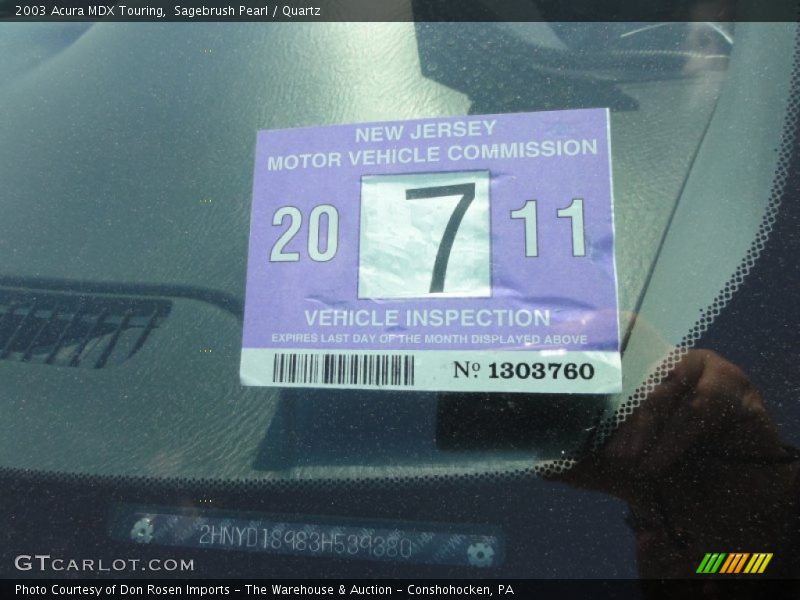 2003 Acura MDX Touring, Sagebrush Pearl / Quartz
NEW JERSEY
MOTOR VEHICLE COMMISSION
20 7 11
VEHICLE INSPECTION
EXPIRES LAST DAY OF THE MONTH DISPLAYED ABOVE
Nº 1303760
2HNYD18983H539380
GTCARLOT.COM
Photo Courtesy of Don Rosen Imports - The Warehouse & Auction - Conshohocken, PA